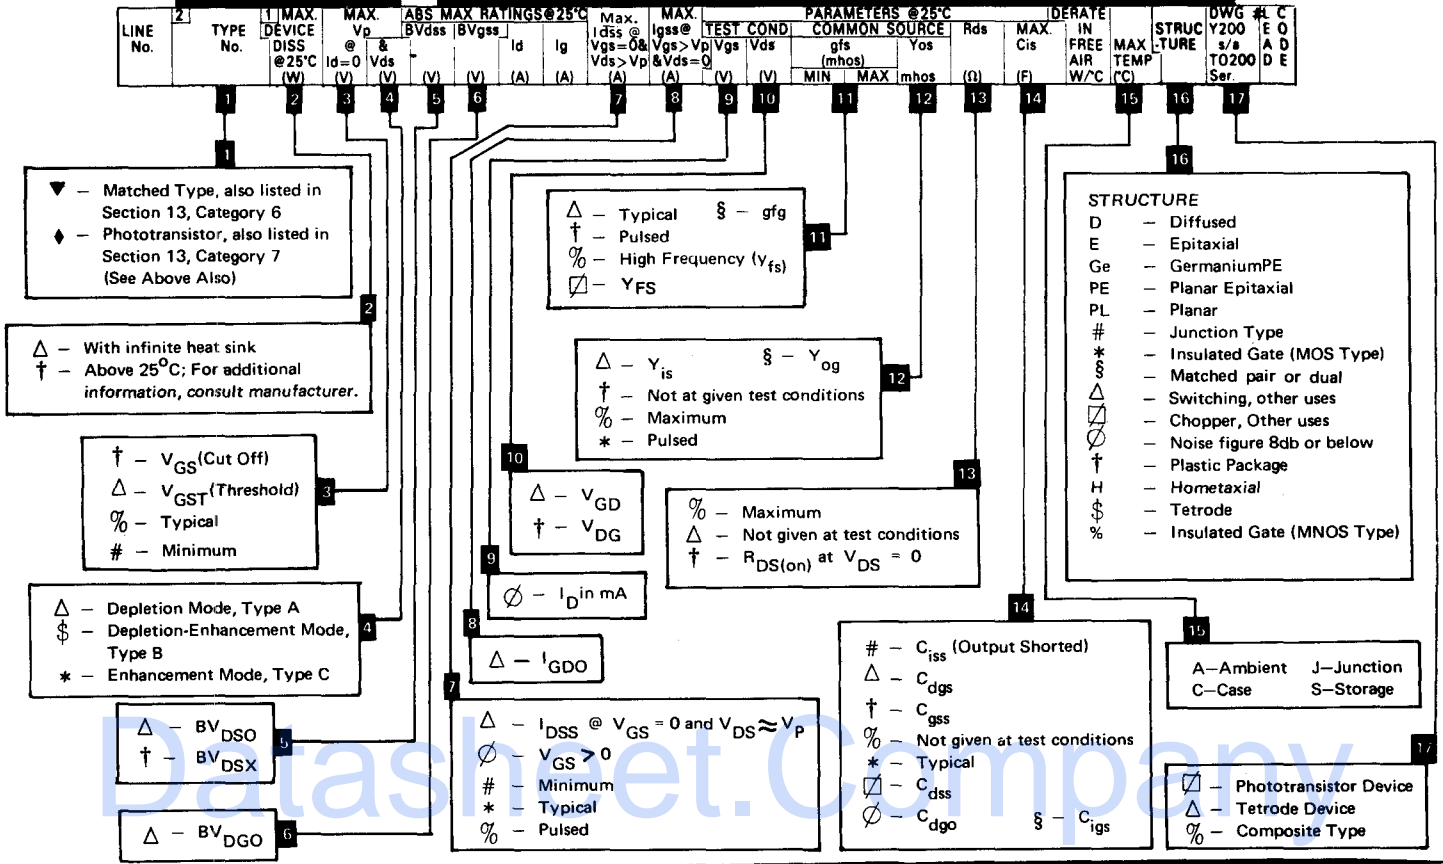 LINE No.
2 TYPE No.
1 MAX. DEVICE DISS @25°C (W)
MAX. Vp @ Id=0 (V) & Vds (V)
ABS MAX RATINGS@25°C
BVdss (V) BVgss (V) Id (A) Ig (A)
Max. Idss @ Vgs=0& Vds>Vp (A)
MAX. Igss@ Vgs>Vp &Vds=0 (A)
PARAMETERS @25°C
TEST COND Vgs (V) Vds (V)
COMMON SOURCE
gfs (mhos) MIN MAX
Yos mhos
Rds (Ω)
MAX. Cis (F)
DERATE IN FREE AIR W/°C
MAX TEMP (°C)
STRUC-TURE
DWG # Y200 s/s TO200 Ser.
LEAD CODE
1 2 3 4 5 6 7 8 9 10 11 12 13 14 15 16 17
1
▼ – Matched Type, also listed in
Section 13, Category 6
♦ – Phototransistor, also listed in
Section 13, Category 7
(See Above Also)
2
△ – With infinite heat sink
† – Above 25°C; For additional
information, consult manufacturer.
3
† – VGS(Cut Off)
△ – VGST(Threshold)
% – Typical
# – Minimum
4
△ – Depletion Mode, Type A
$ – Depletion-Enhancement Mode,
Type B
* – Enhancement Mode, Type C
5
△ – BVDSO
† – BVDSX
6
△ – BVDGO
7
△ – IDSS @ VGS = 0 and VDS ≈ VP
∅ – VGS > 0
# – Minimum
* – Typical
% – Pulsed
8
△ – IGDO
9
∅ – ID in mA
10
△ – VGD
† – VDG
11
△ – Typical § – gfg
† – Pulsed
% – High Frequency (yfs)
⍁ – YFS
12
△ – Yis § – Yog
† – Not at given test conditions
% – Maximum
* – Pulsed
13
% – Maximum
△ – Not given at test conditions
† – RDS(on) at VDS = 0
14
# – Ciss (Output Shorted)
△ – Cdgs
† – Cgss
% – Not given at test conditions
* – Typical
⍁ – Cdss
∅ – Cdgo § – Cigs
15
A–Ambient J–Junction
C–Case S–Storage
16
STRUCTURE
D – Diffused
E – Epitaxial
Ge – GermaniumPE
PE – Planar Epitaxial
PL – Planar
# – Junction Type
* – Insulated Gate (MOS Type)
§ – Matched pair or dual
△ – Switching, other uses
⍁ – Chopper, Other uses
∅ – Noise figure 8db or below
† – Plastic Package
H – Hometaxial
$ – Tetrode
% – Insulated Gate (MNOS Type)
17
⍁ – Phototransistor Device
△ – Tetrode Device
% – Composite Type
Datasheet.Company